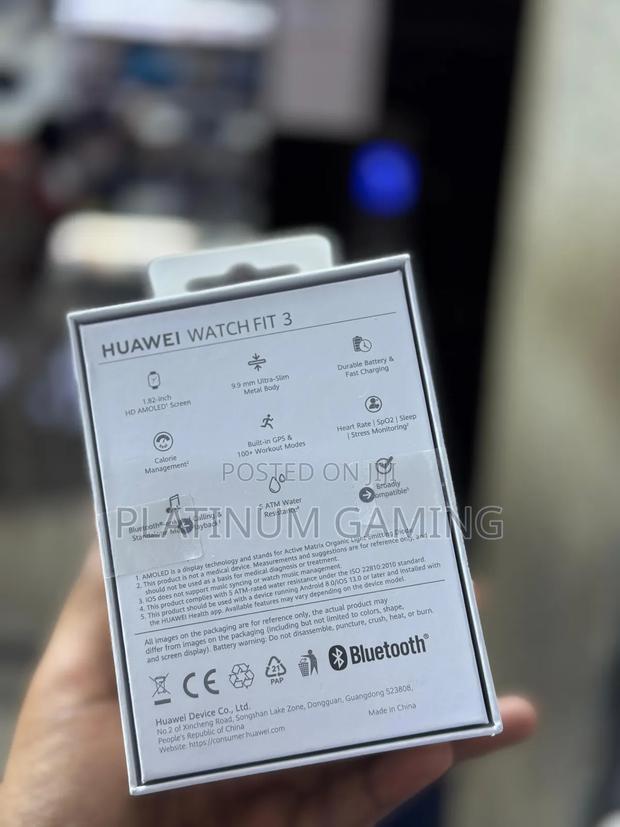 HUAWEI WATCH FIT 3
1.82-inch
HD AMOLED¹ Screen
9.9 mm Ultra-Slim
Metal Body
Durable Battery &
Fast Charging
Calorie
Management²
Built-in GPS &
100+ Workout Modes
Heart Rate | SpO2 | Sleep
| Stress Monitoring²
Bluetooth® Calling &
Standalone Music Playback³
5 ATM Water
Resistance⁴
Broadly
Compatible⁵
POSTED ON JIJI
PLATINUM GAMING
1. AMOLED is a display technology and stands for Active Matrix Organic Light Emitting Diode.
2. This product is not a medical device. Measurements and suggestions are for reference only, and
should not be used as a basis for medical diagnosis or treatment.
3. iOS does not support music syncing or watch music management.
4. This product complies with 5 ATM-rated water resistance under the ISO 22810:2010 standard.
5. This product should be used with a device running Android 8.0/iOS 13.0 or later and installed with
the HUAWEI Health app. Available features may vary depending on the device model.
All images on the packaging are for reference only, the actual product may
differ from images on the packaging (including but not limited to colors, shape,
and screen display). Battery warning: Do not disassemble, puncture, crush, heat, or burn.
CE
21
PAP
Bluetooth®
Huawei Device Co., Ltd.
No.2 of Xincheng Road, Songshan Lake Zone, Dongguan, Guangdong 523808,
People's Republic of China
Website: https://consumer.huawei.com
Made in China